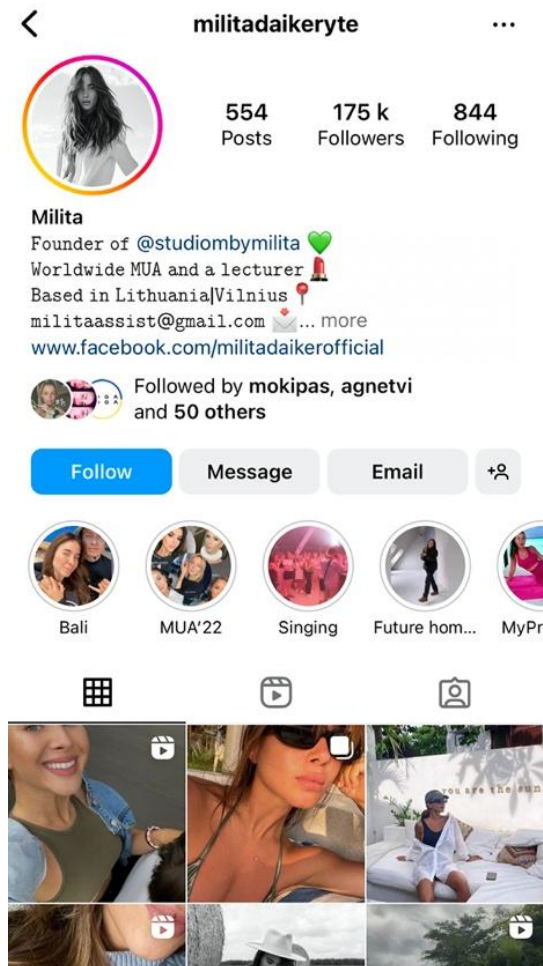 militadaikeryte
554 175 k 844
Posts Followers Following
Milita
Founder of @studiombymilita 💚
Worldwide MUA and a lecturer 💄
Based in Lithuania|Vilnius 📍
militaassist@gmail.com 📩... more
www.facebook.com/militadaikerofficial
Followed by mokipas, agnetvi
and 50 others
Follow Message Email
Bali MUA'22 Singing Future hom... MyPr
you are the sun